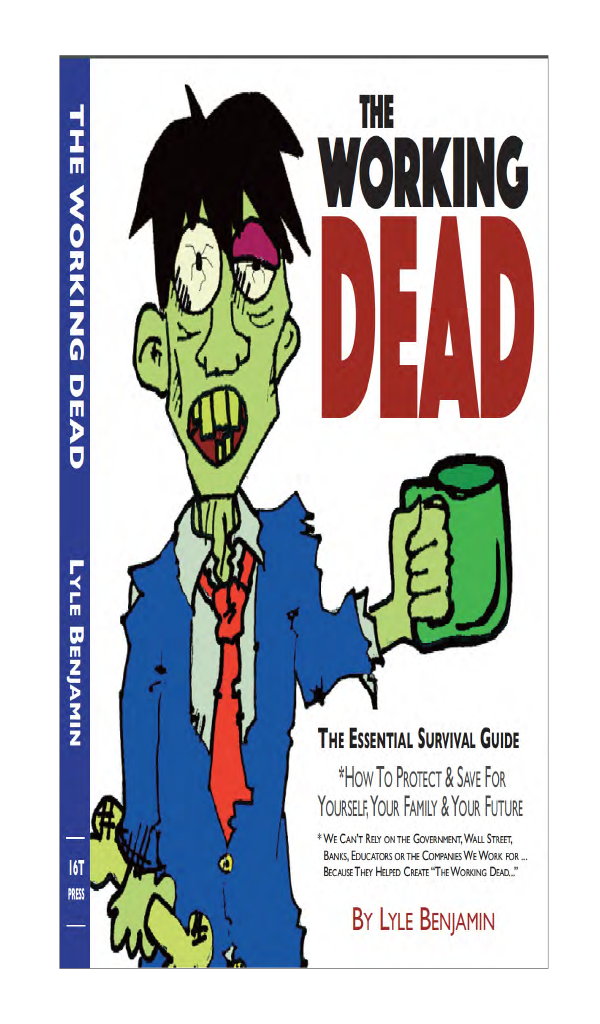 THE WORKING DEAD
LYLE BENJAMIN
16T
PRESS
THE
WORKING
DEAD
THE ESSENTIAL SURVIVAL GUIDE
*HOW TO PROTECT & SAVE FOR
YOURSELF, YOUR FAMILY & YOUR FUTURE
* WE CAN'T RELY ON THE GOVERNMENT, WALL STREET,
BANKS, EDUCATORS OR THE COMPANIES WE WORK FOR ...
BECAUSE THEY HELPED CREATE “THE WORKING DEAD...”
BY LYLE BENJAMIN